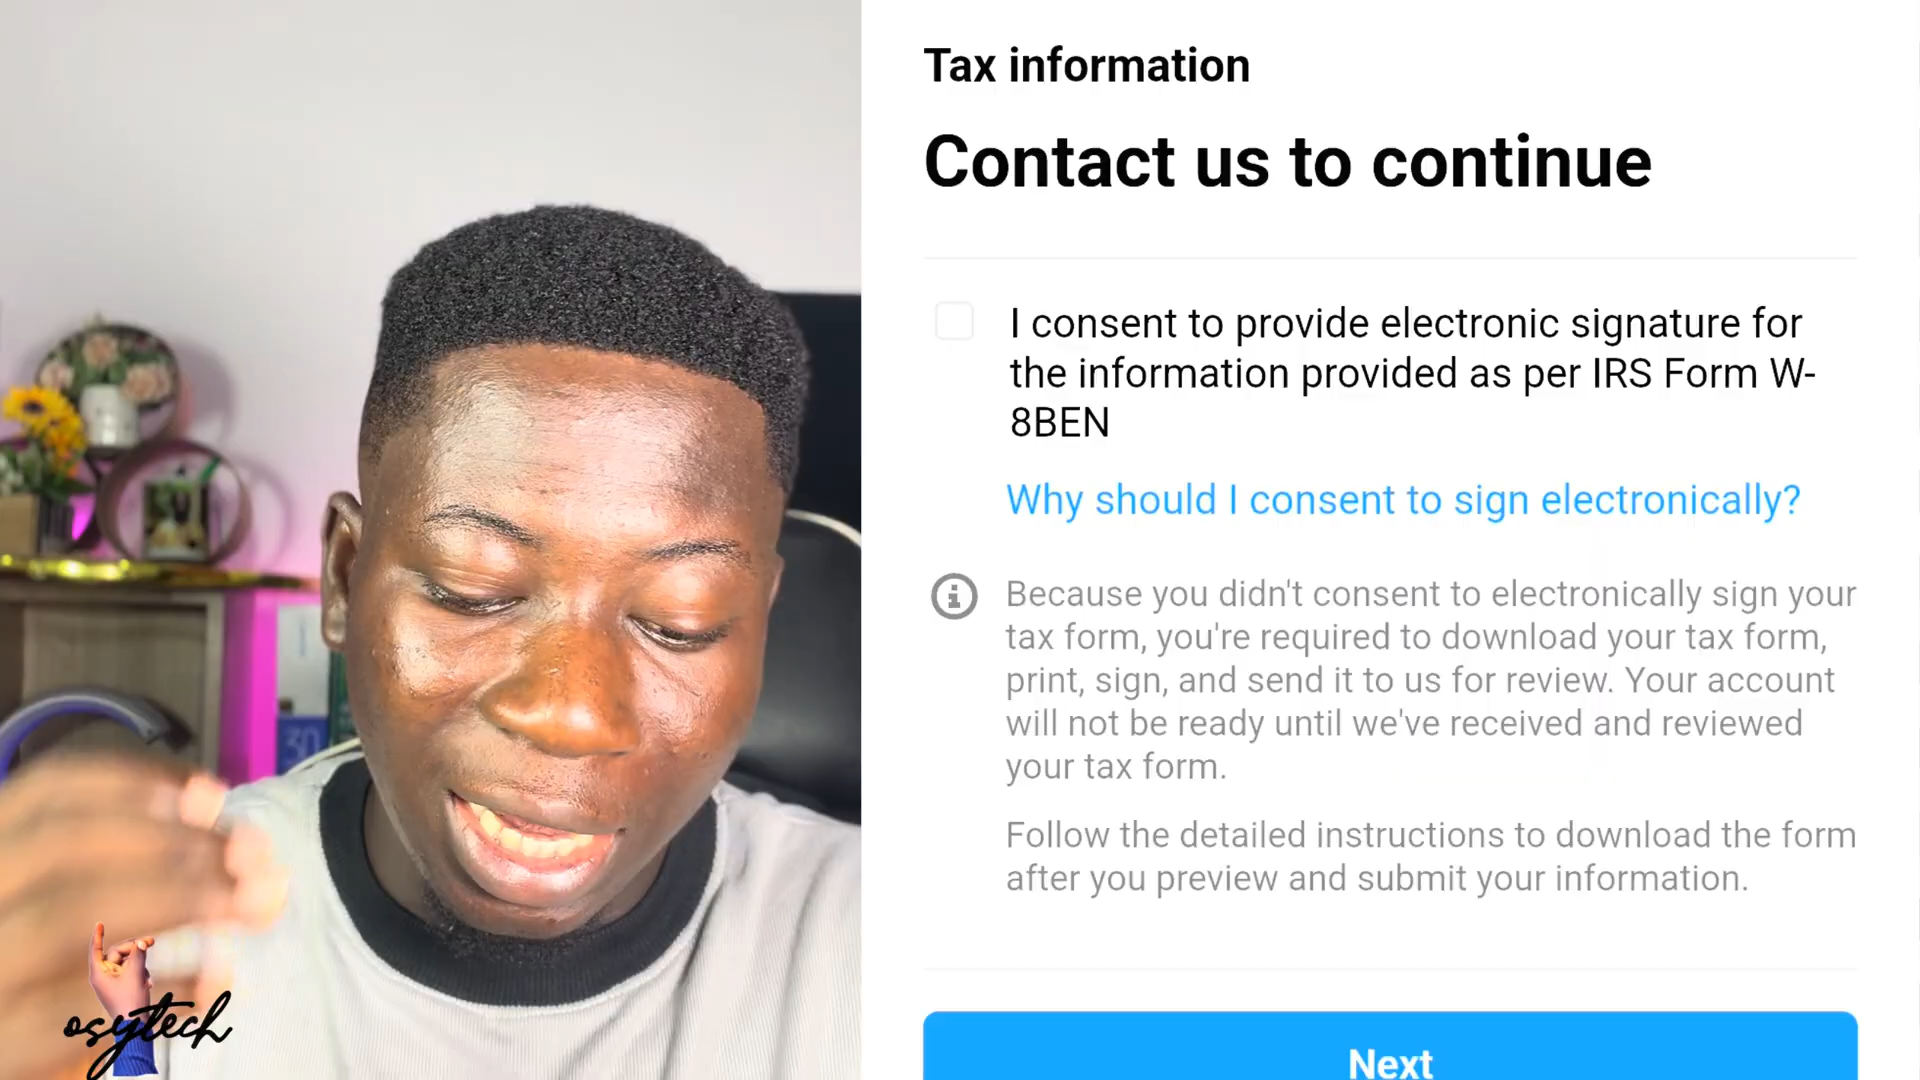 Tax information
Contact us to continue
I consent to provide electronic signature for
the information provided as per IRS Form W-
8BEN
Why should I consent to sign electronically?
Because you didn't consent to electronically sign your
tax form, you're required to download your tax form,
print, sign, and send it to us for review. Your account
will not be ready until we've received and reviewed
your tax form.
Follow the detailed instructions to download the form
after you preview and submit your information.
Next
30
osytech